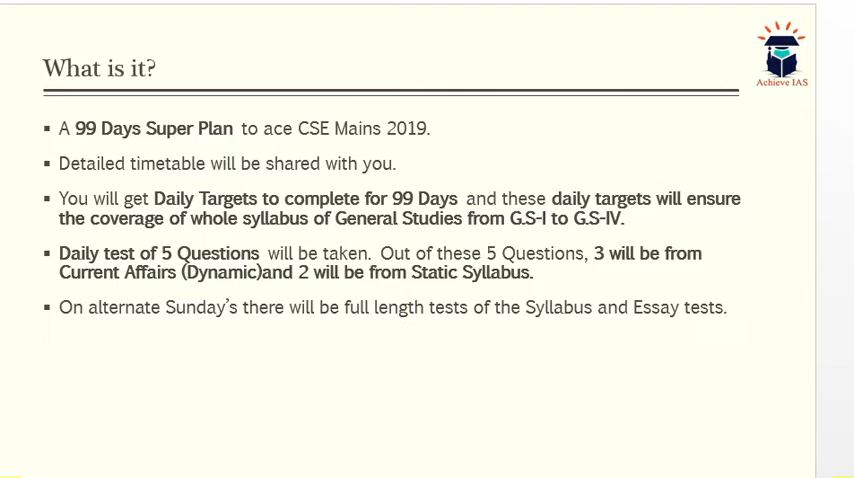 What is it?
Achieve IAS
▪ A 99 Days Super Plan to ace CSE Mains 2019.
▪ Detailed timetable will be shared with you.
▪ You will get Daily Targets to complete for 99 Days and these daily targets will ensure
the coverage of whole syllabus of General Studies from G.S-I to G.S-IV.
▪ Daily test of 5 Questions will be taken. Out of these 5 Questions, 3 will be from
Current Affairs (Dynamic)and 2 will be from Static Syllabus.
▪ On alternate Sunday's there will be full length tests of the Syllabus and Essay tests.